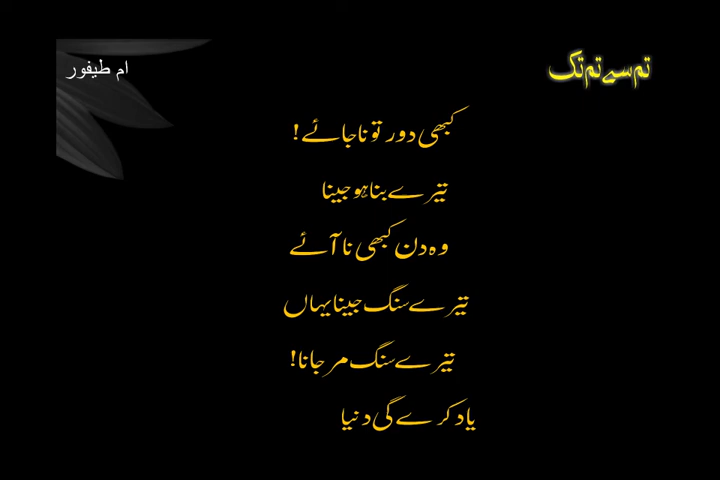 تم سے تم تک
ام طیفور
کبھی دور تو نا جائے!
تیرے بنا ہو جینا
وہ دن کبھی نا آئے
تیرے سنگ جینا یہاں
تیرے سنگ مر جانا!
یاد کرے گی دنیا